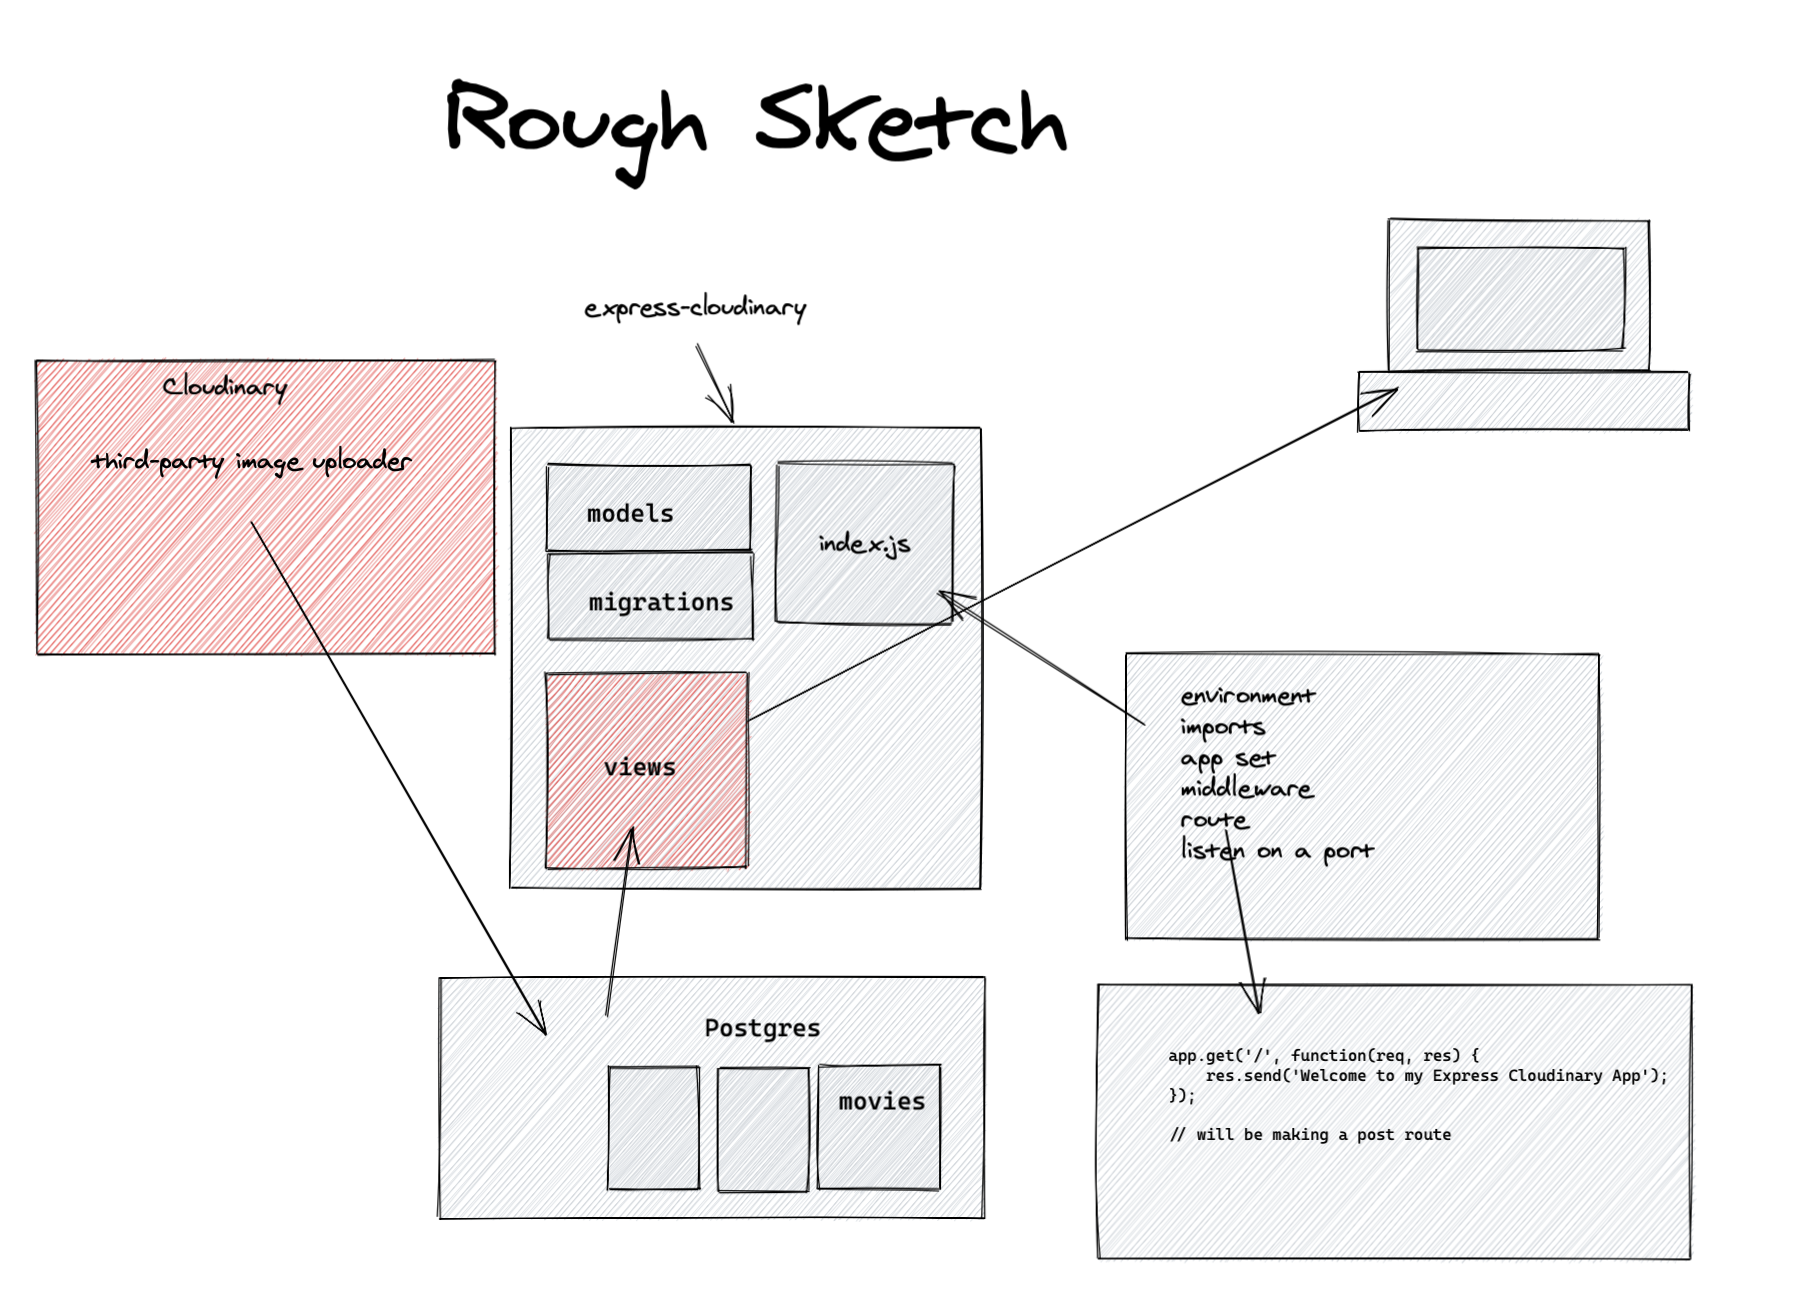 Rough Sketch
express-cloudinary
Cloudinary
third-party image uploader
models
migrations
index.js
views
environment
imports
app set
middleware
route
listen on a port
Postgres
movies
app.get('/', function(req, res) {
    res.send('Welcome to my Express Cloudinary App');
});
// will be making a post route